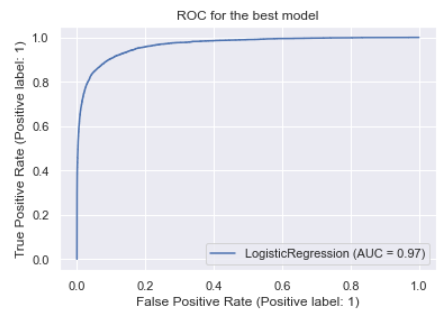 ROC for the best model
True Positive Rate (Positive label: 1)
1.0
0.8
0.6
0.4
0.2
0.0
LogisticRegression (AUC = 0.97)
0.0 0.2 0.4 0.6 0.8 1.0
False Positive Rate (Positive label: 1)